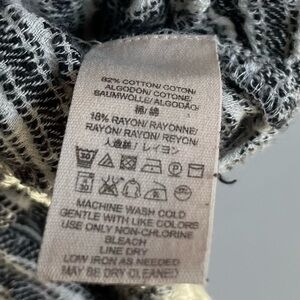 82% COTTON/ COTON/
ALGODON/ COTONE/
BAUMWOLLE/ ALGODÃO/
棉/ 綿/
18% RAYON/ RAYONNE/
RAYON/ RAYON/ REYON/
人造絲/ レイヨン
MACHINE WASH COLD
GENTLE WITH LIKE COLORS
USE ONLY NON-CHLORINE
BLEACH
LINE DRY
LOW IRON AS NEEDED
MAY BE DRY CLEANED